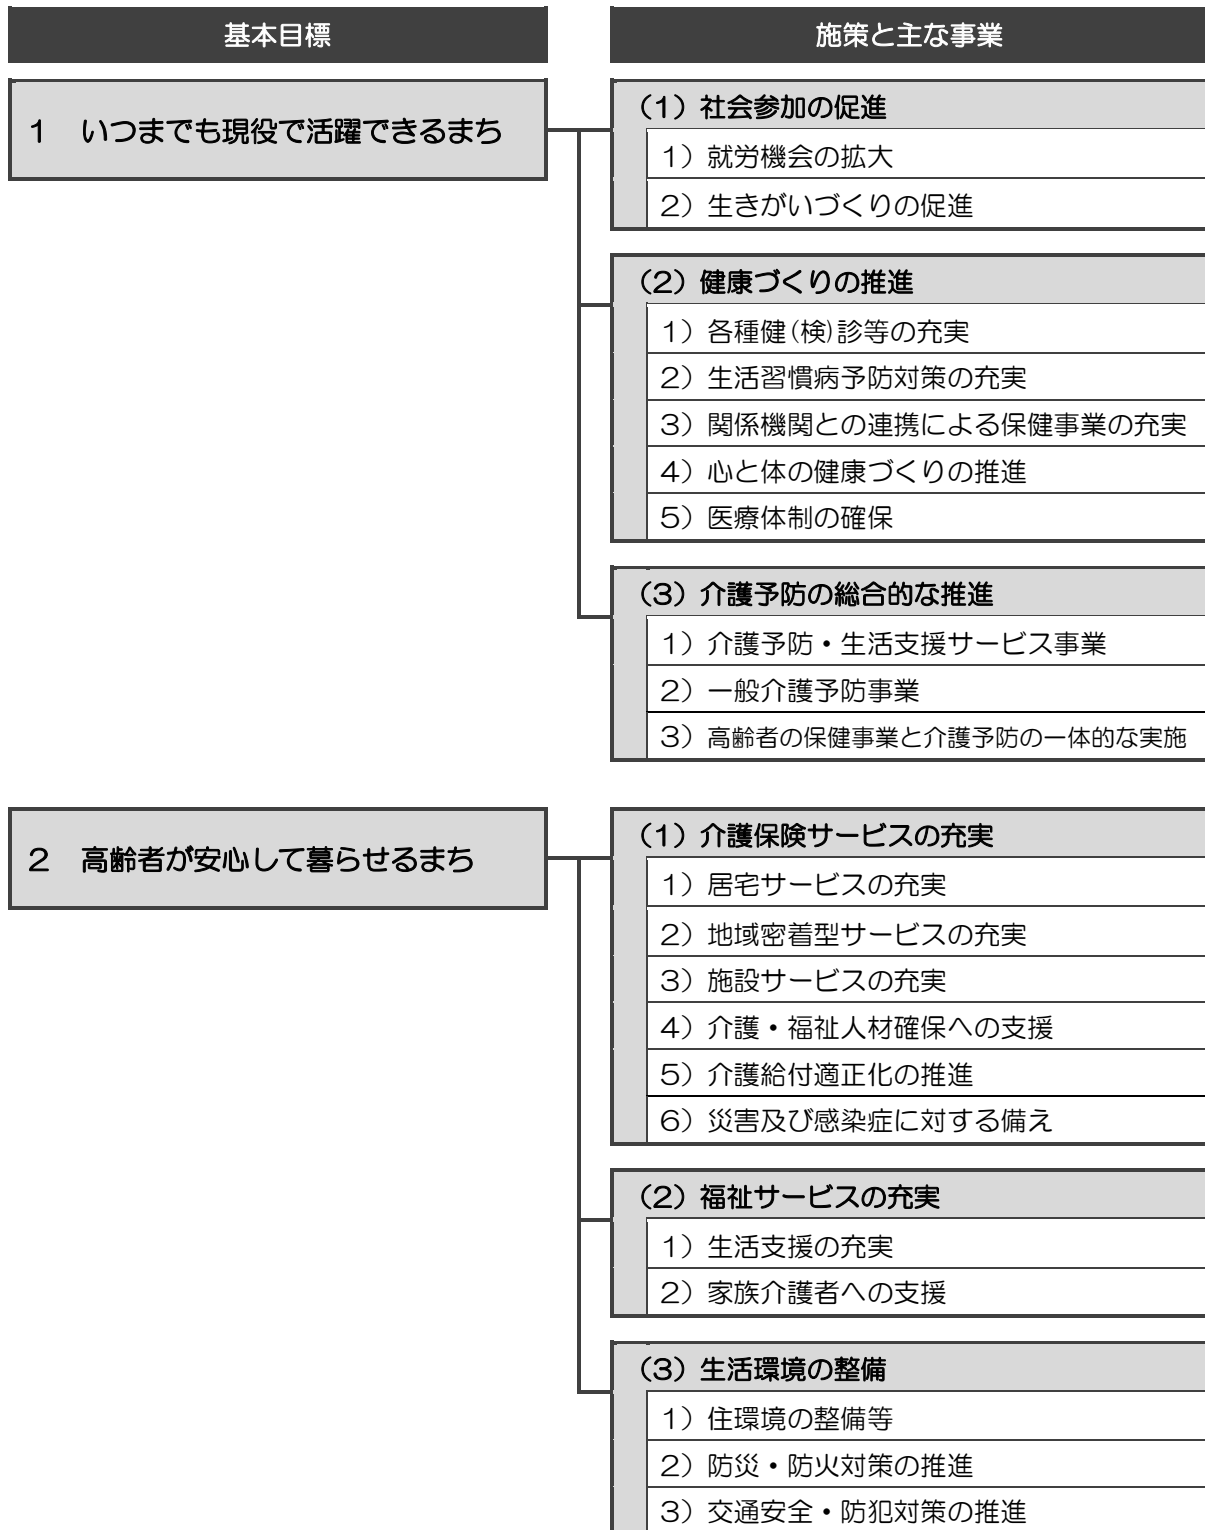 基本目標
施策と主な事業
1 いつまでも現役で活躍できるまち
(1)社会参加の促進
1)就労機会の拡大
2)生きがいづくりの促進
(2)健康づくりの推進
1)各種健(検)診等の充実
2)生活習慣病予防対策の充実
3)関係機関との連携による保健事業の充実
4)心と体の健康づくりの推進
5)医療体制の確保
(3)介護予防の総合的な推進
1)介護予防・生活支援サービス事業
2)一般介護予防事業
3)高齢者の保健事業と介護予防の一体的な実施
2 高齢者が安心して暮らせるまち
(1)介護保険サービスの充実
1)居宅サービスの充実
2)地域密着型サービスの充実
3)施設サービスの充実
4)介護・福祉人材確保への支援
5)介護給付適正化の推進
6)災害及び感染症に対する備え
(2)福祉サービスの充実
1)生活支援の充実
2)家族介護者への支援
(3)生活環境の整備
1)住環境の整備等
2)防災・防火対策の推進
3)交通安全・防犯対策の推進